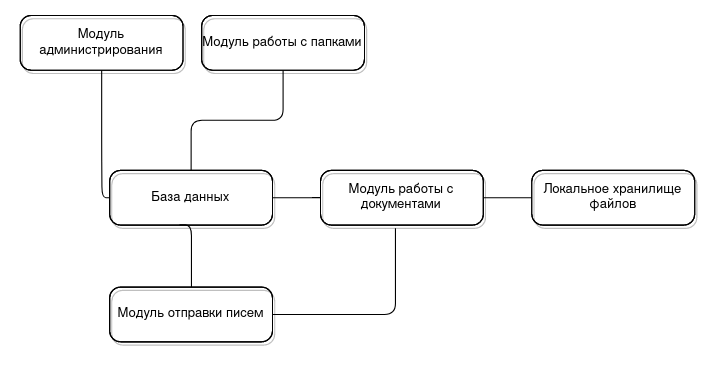 Модуль
администрирования
Модуль работы с папками
База данных
Модуль работы с
документами
Локальное хранилище
файлов
Модуль отправки писем